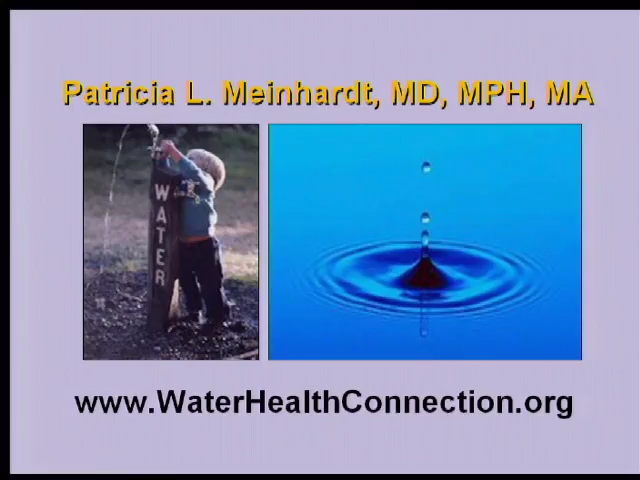 Patricia L. Meinhardt, MD, MPH, MA
WATER
www.WaterHealthConnection.org